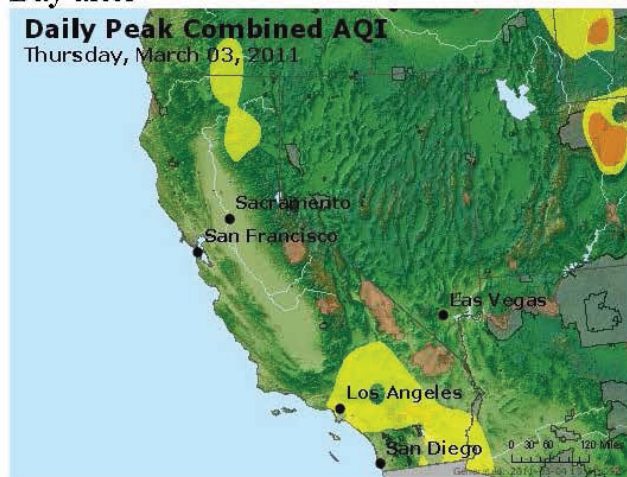 Daily Peak Combined AQI
Thursday, March 03, 2011
Sacramento
San Francisco
Las Vegas
Los Angeles
San Diego
0 30 60 120 Miles